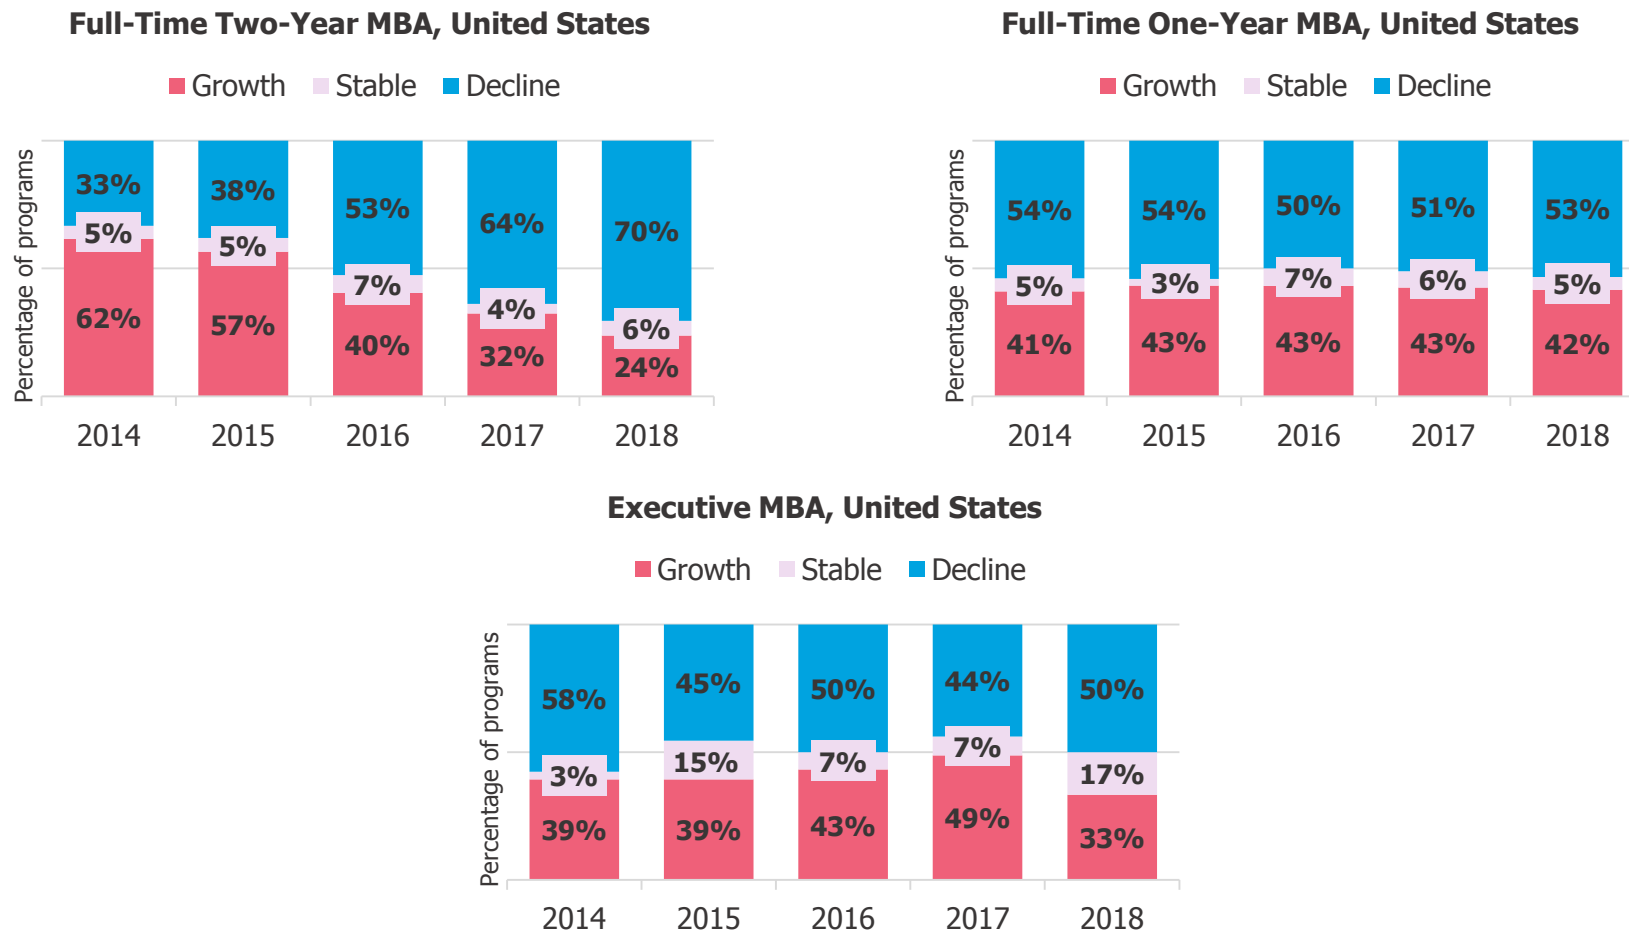 Full-Time Two-Year MBA, United States
Growth Stable Decline
Percentage of programs
33% 38% 53% 64% 70%
5% 5% 7% 4% 6%
62% 57% 40% 32% 24%
2014 2015 2016 2017 2018
Full-Time One-Year MBA, United States
Growth Stable Decline
Percentage of programs
54% 54% 50% 51% 53%
5% 3% 7% 6% 5%
41% 43% 43% 43% 42%
2014 2015 2016 2017 2018
Executive MBA, United States
Growth Stable Decline
Percentage of programs
58% 45% 50% 44% 50%
3% 15% 7% 7% 17%
39% 39% 43% 49% 33%
2014 2015 2016 2017 2018